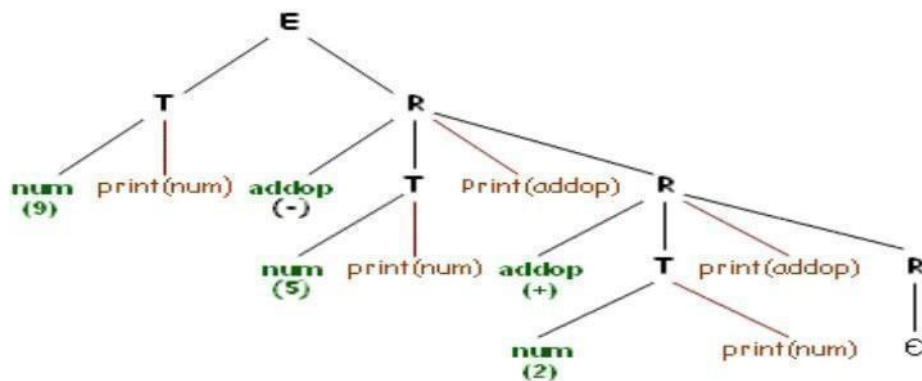 E
T R
num print(num) addop T Print(addop) R
(9) (-)
num print(num) addop T print(addop) R
(5) (+)
num print(num) ϵ
(2)